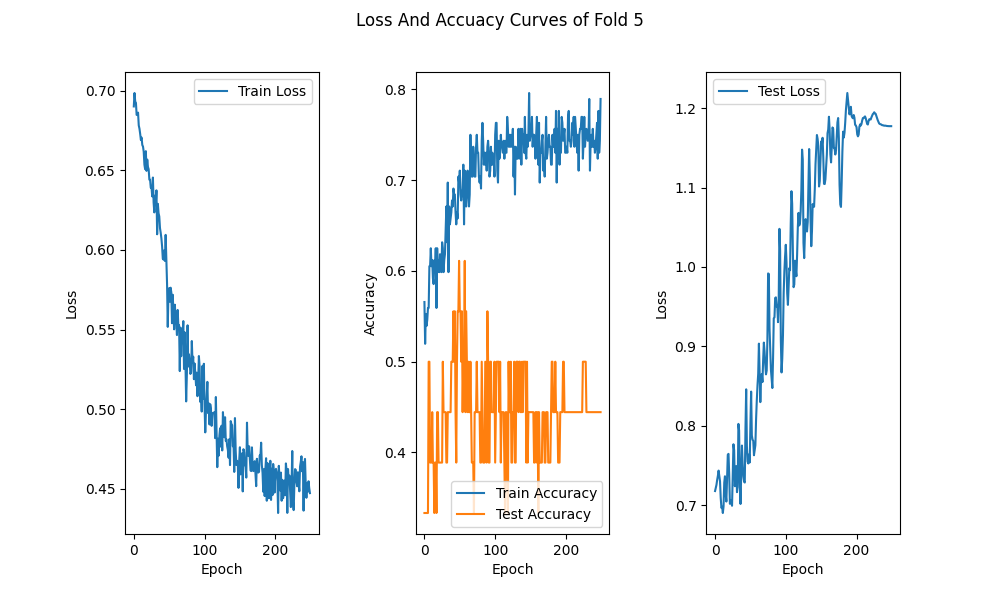 Loss And Accuacy Curves of Fold 5
Train Loss
0.70
0.65
0.60
0.55
0.50
0.45
Loss
0
100
200
Epoch
0.8
0.7
0.6
0.5
0.4
Accuracy
Train Accuracy
Test Accuracy
0
100
200
Epoch
Test Loss
1.2
1.1
1.0
0.9
0.8
0.7
Loss
0
100
200
Epoch